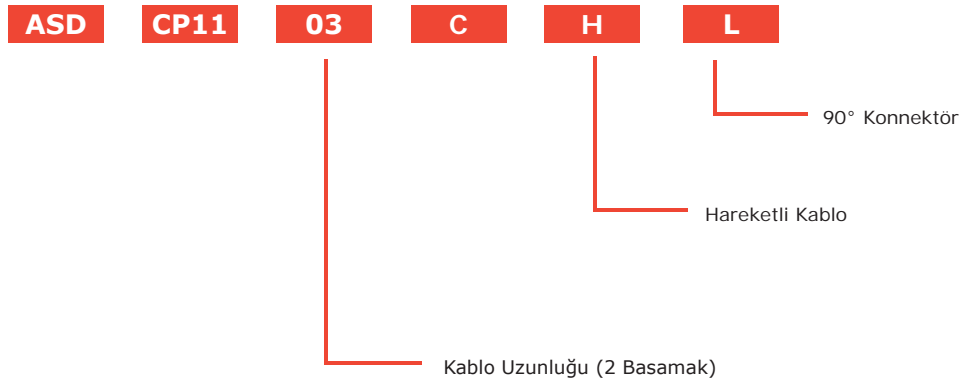 ASD CP11 03 C H L
90° Konnektör
Hareketli Kablo
Kablo Uzunluğu (2 Basamak)